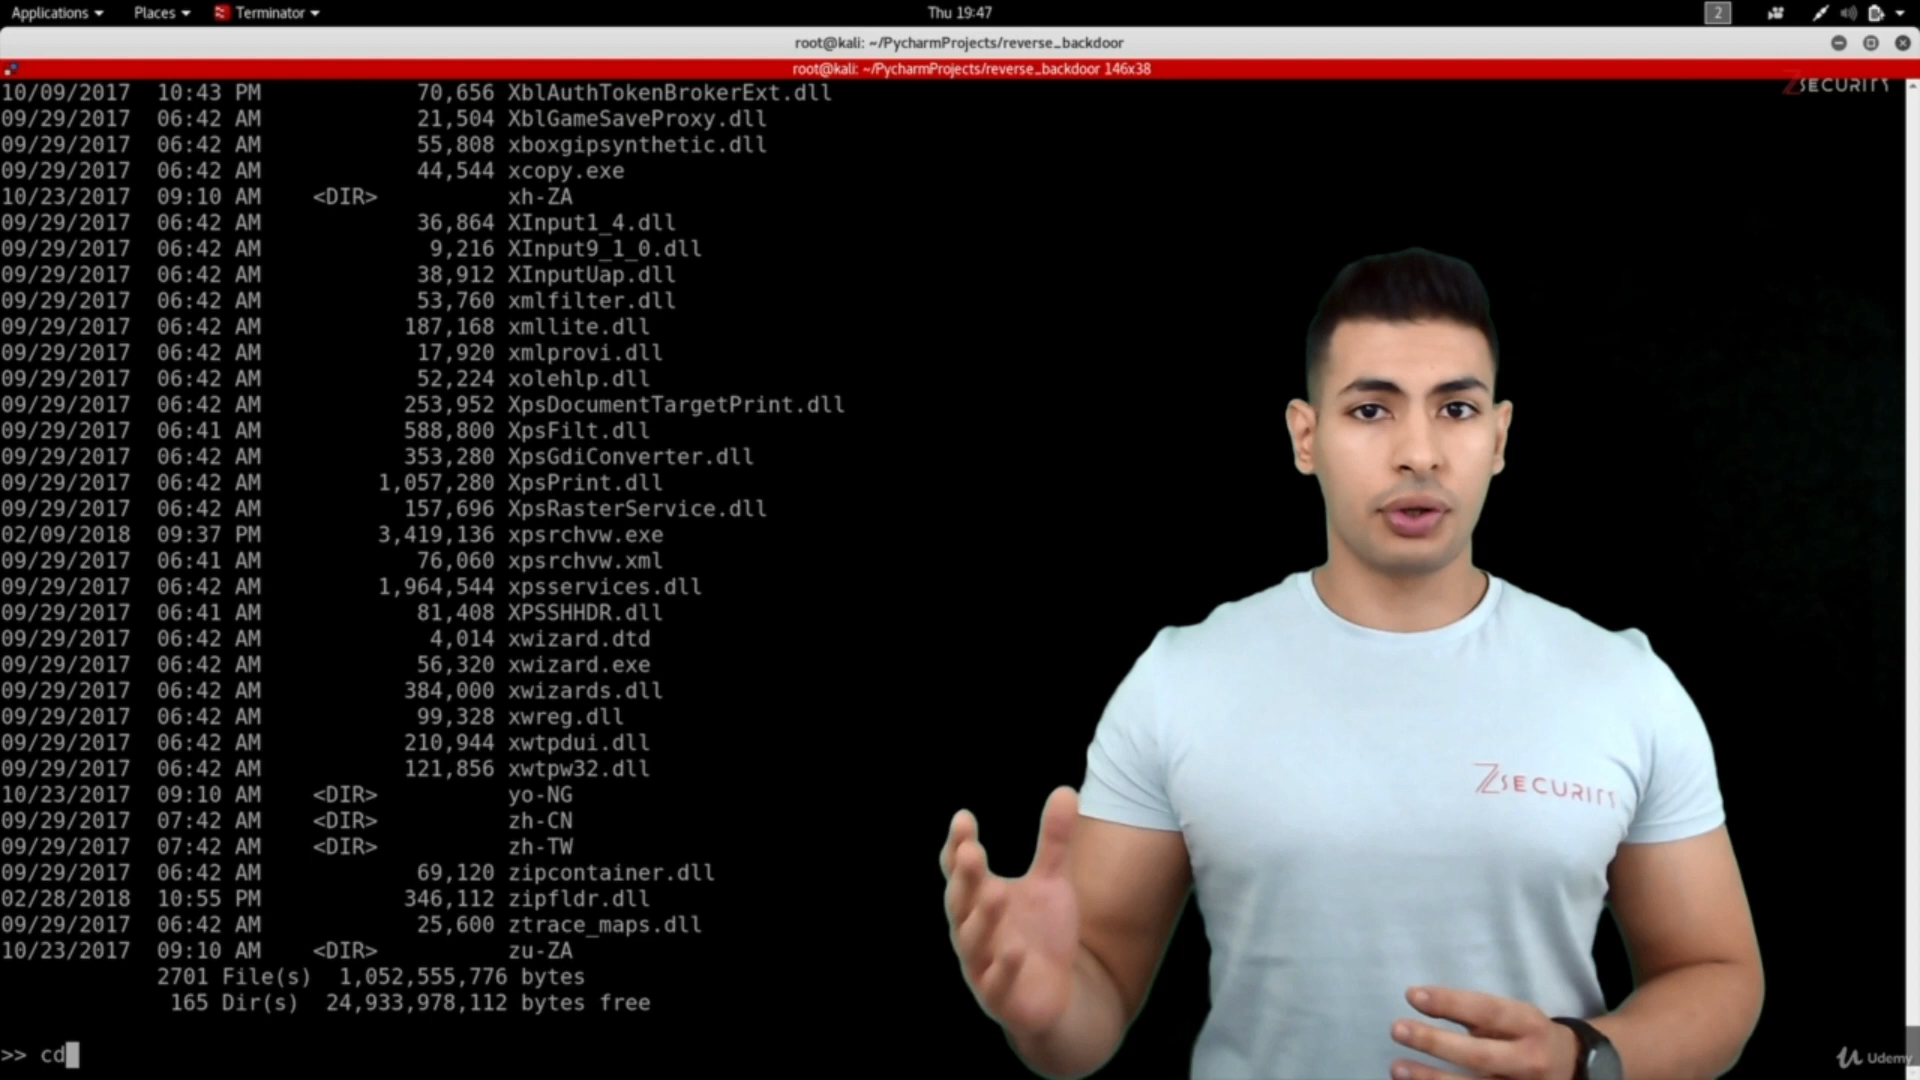 Applications Places Terminator Thu 19:47 2
root@kali: ~/PycharmProjects/reverse_backdoor
root@kali: ~/PycharmProjects/reverse_backdoor 146x38
ZSECURITY
10/09/2017 10:43 PM 70,656 XblAuthTokenBrokerExt.dll
09/29/2017 06:42 AM 21,504 XblGameSaveProxy.dll
09/29/2017 06:42 AM 55,808 xboxgipsynthetic.dll
09/29/2017 06:42 AM 44,544 xcopy.exe
10/23/2017 09:10 AM <DIR> xh-ZA
09/29/2017 06:42 AM 36,864 XInput1_4.dll
09/29/2017 06:42 AM 9,216 XInput9_1_0.dll
09/29/2017 06:42 AM 38,912 XInputUap.dll
09/29/2017 06:42 AM 53,760 xmlfilter.dll
09/29/2017 06:42 AM 187,168 xmllite.dll
09/29/2017 06:42 AM 17,920 xmlprovi.dll
09/29/2017 06:42 AM 52,224 xolehlp.dll
09/29/2017 06:42 AM 253,952 XpsDocumentTargetPrint.dll
09/29/2017 06:41 AM 588,800 XpsFilt.dll
09/29/2017 06:42 AM 353,280 XpsGdiConverter.dll
09/29/2017 06:42 AM 1,057,280 XpsPrint.dll
09/29/2017 06:42 AM 157,696 XpsRasterService.dll
02/09/2018 09:37 PM 3,419,136 xpsrchvw.exe
09/29/2017 06:41 AM 76,060 xpsrchvw.xml
09/29/2017 06:42 AM 1,964,544 xpsservices.dll
09/29/2017 06:41 AM 81,408 XPSSHHDR.dll
09/29/2017 06:42 AM 4,014 xwizard.dtd
09/29/2017 06:42 AM 56,320 xwizard.exe
09/29/2017 06:42 AM 384,000 xwizards.dll
09/29/2017 06:42 AM 99,328 xwreg.dll
09/29/2017 06:42 AM 210,944 xwtpdui.dll
09/29/2017 06:42 AM 121,856 xwtpw32.dll
10/23/2017 09:10 AM <DIR> yo-NG
09/29/2017 07:42 AM <DIR> zh-CN
09/29/2017 07:42 AM <DIR> zh-TW
09/29/2017 06:42 AM 69,120 zipcontainer.dll
02/28/2018 10:55 PM 346,112 zipfldr.dll
09/29/2017 06:42 AM 25,600 ztrace_maps.dll
10/23/2017 09:10 AM <DIR> zu-ZA
2701 File(s) 1,052,555,776 bytes
165 Dir(s) 24,933,978,112 bytes free
>> cd
ZSECURITY
Udemy